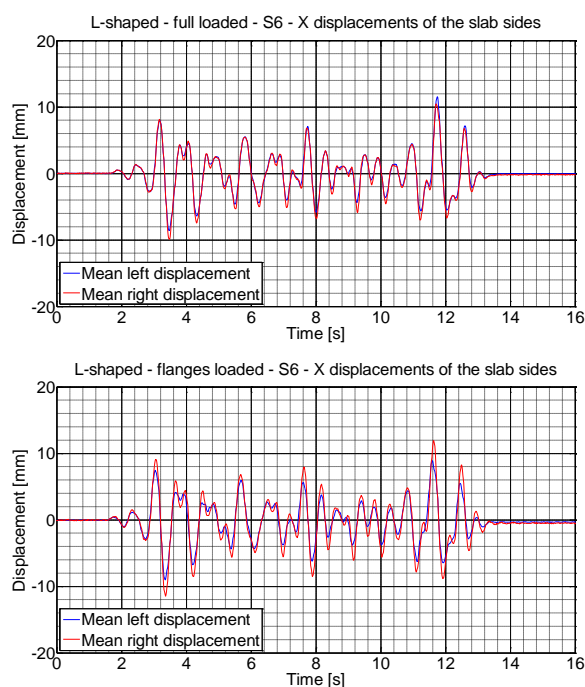 L-shaped - full loaded - S6 - X displacements of the slab sides
20
10
0
-10
-20
Displacement [mm]
Mean left displacement
Mean right displacement
0 2 4 6 8 10 12 14 16
Time [s]
L-shaped - flanges loaded - S6 - X displacements of the slab sides
20
10
0
-10
-20
Displacement [mm]
Mean left displacement
Mean right displacement
0 2 4 6 8 10 12 14 16
Time [s]